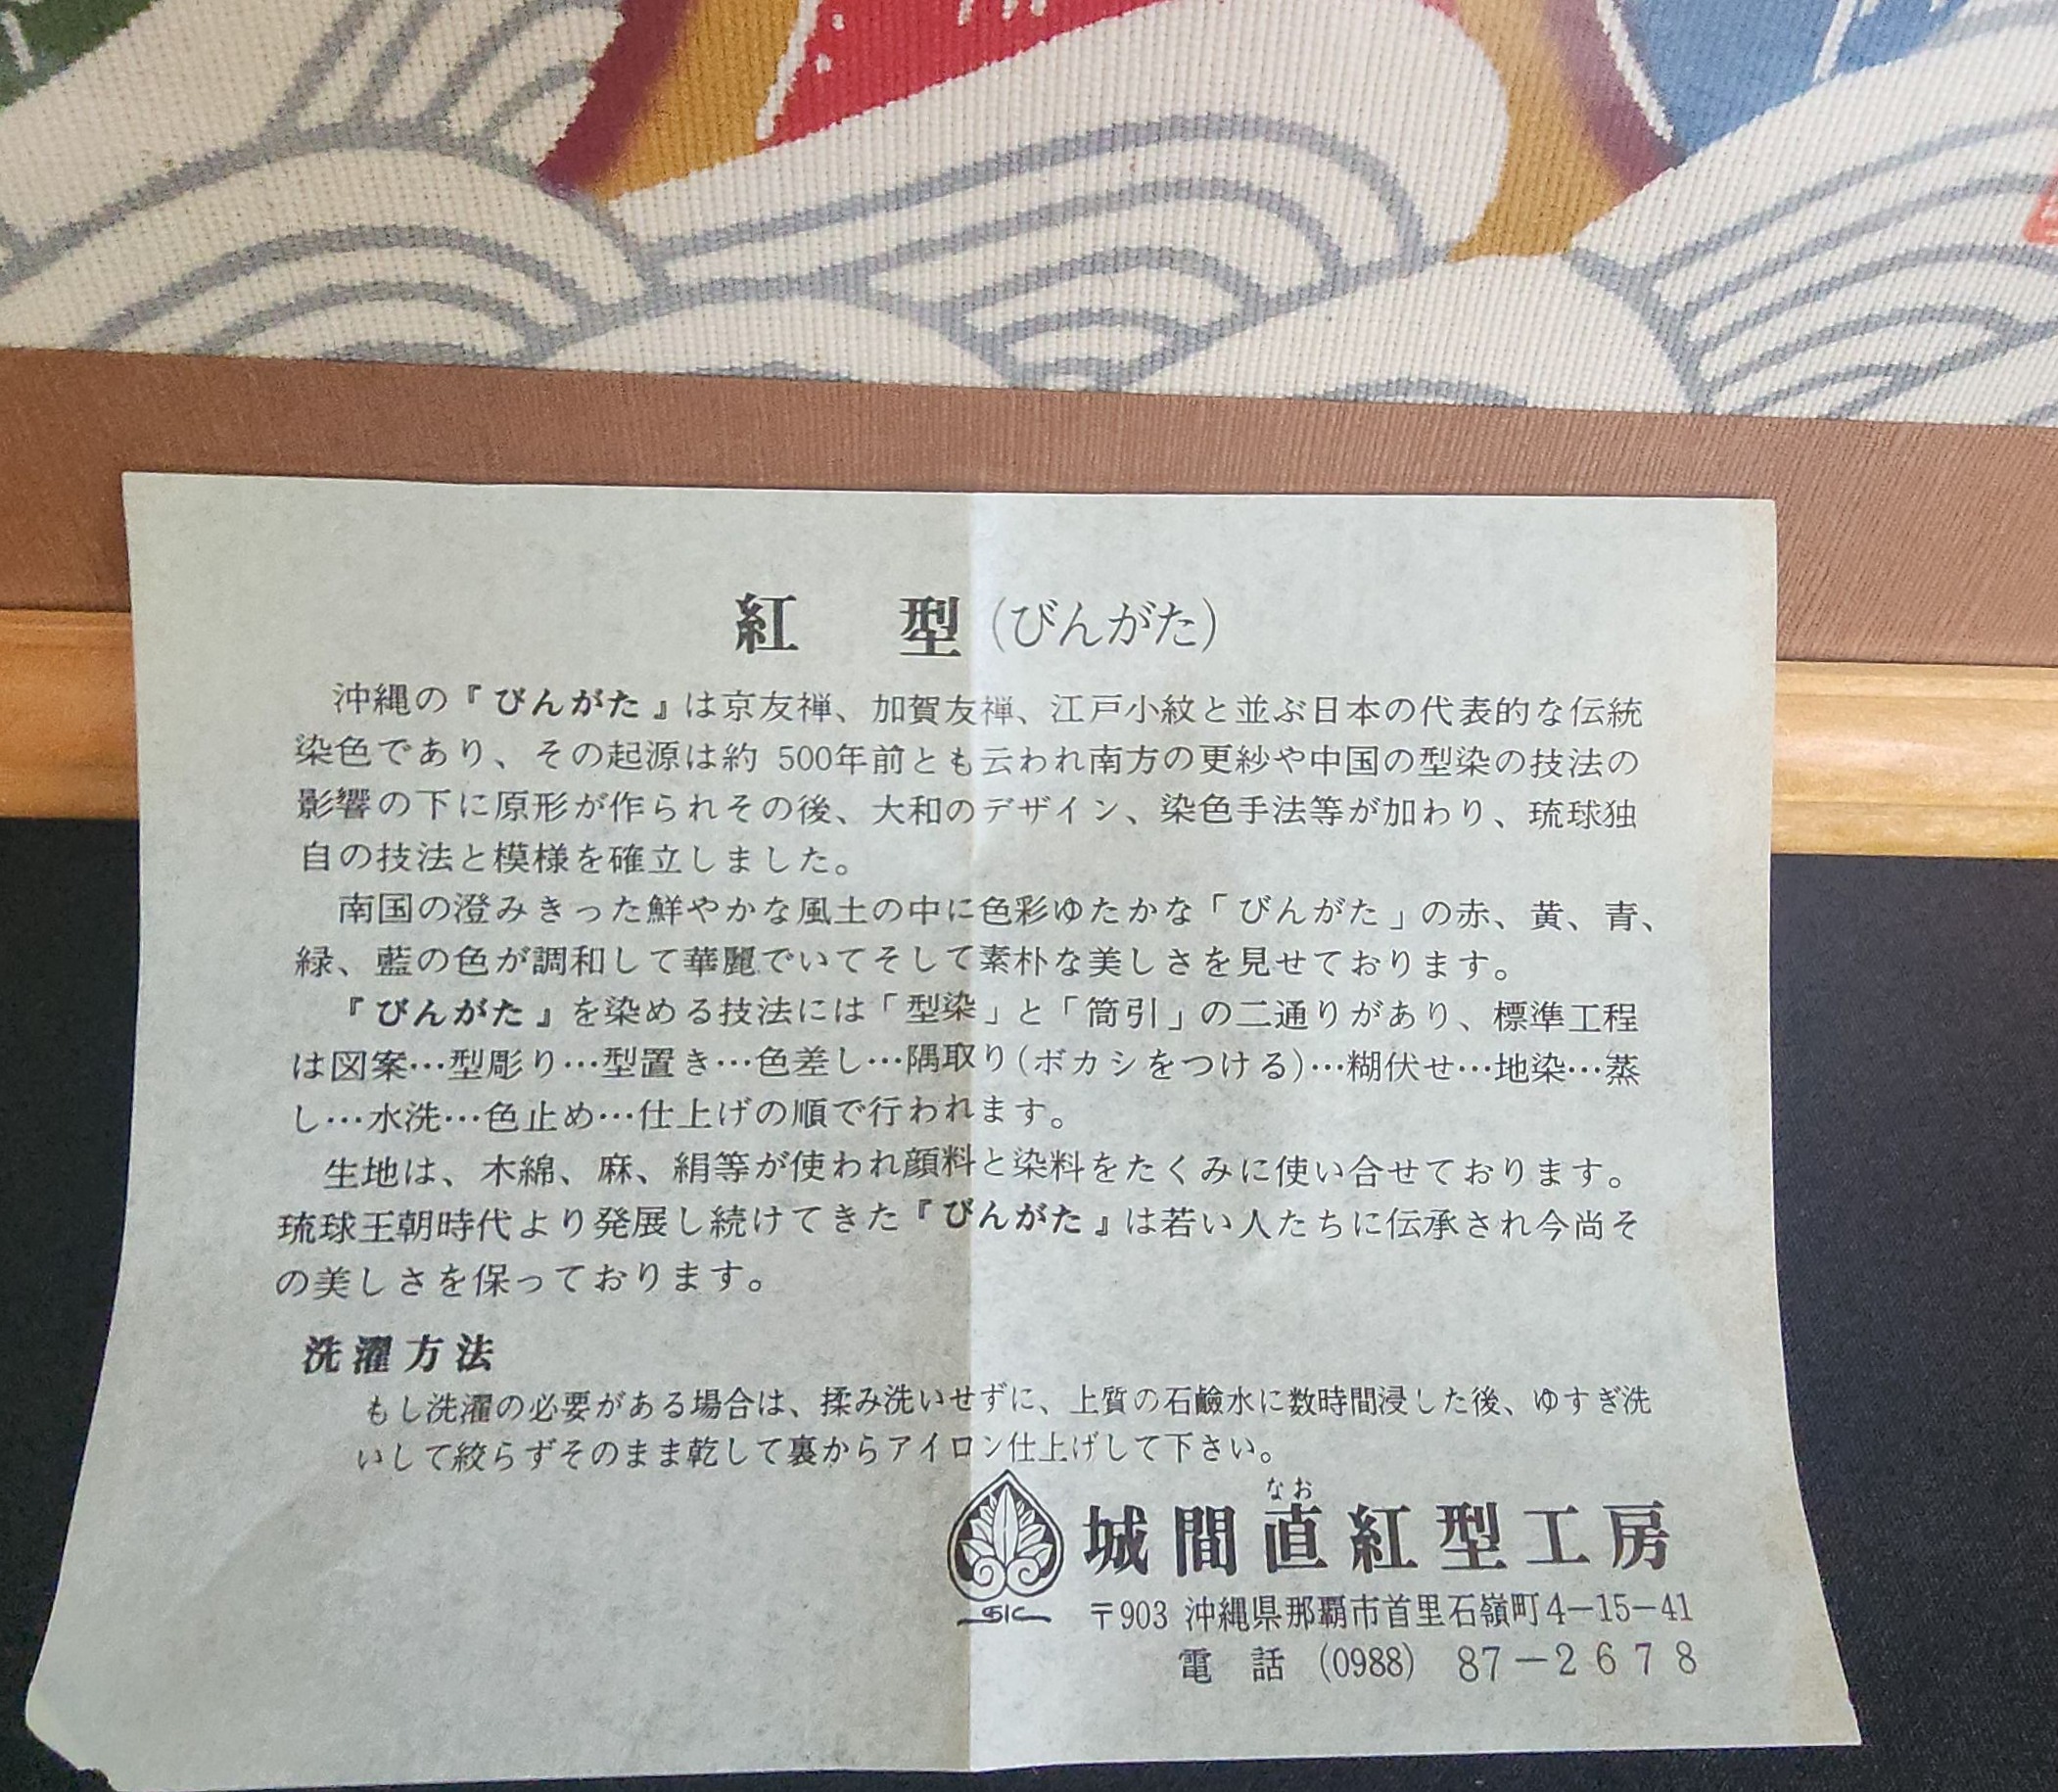 紅　型（びんがた）
沖縄の『びんがた』は京友禅、加賀友禅、江戸小紋と並ぶ日本の代表的な伝統
染色であり、その起源は約 500年前とも云われ南方の更紗や中国の型染の技法の
影響の下に原形が作られその後、大和のデザイン、染色手法等が加わり、琉球独
自の技法と模様を確立しました。
南国の澄みきった鮮やかな風土の中に色彩ゆたかな「びんがた」の赤、黄、青、
緑、藍の色が調和して華麗でいてそして素朴な美しさを見せております。
『びんがた』を染める技法には「型染」と「筒引」の二通りがあり、標準工程
は図案…型彫り…型置き…色差し…隅取り(ボカシをつける)…糊伏せ…地染…蒸
し…水洗…色止め…仕上げの順で行われます。
生地は、木綿、麻、絹等が使われ顔料と染料をたくみに使い合せております。
琉球王朝時代より発展し続けてきた『びんがた』は若い人たちに伝承され今尚そ
の美しさを保っております。
洗濯方法
もし洗濯の必要がある場合は、揉み洗いせずに、上質の石鹼水に数時間浸した後、ゆすぎ洗
いして絞らずそのまま乾して裏からアイロン仕上げして下さい。
なお
城間直紅型工房
SIC
〒903 沖縄県那覇市首里石嶺町4−15−41
電　話 (0988) 87−2678